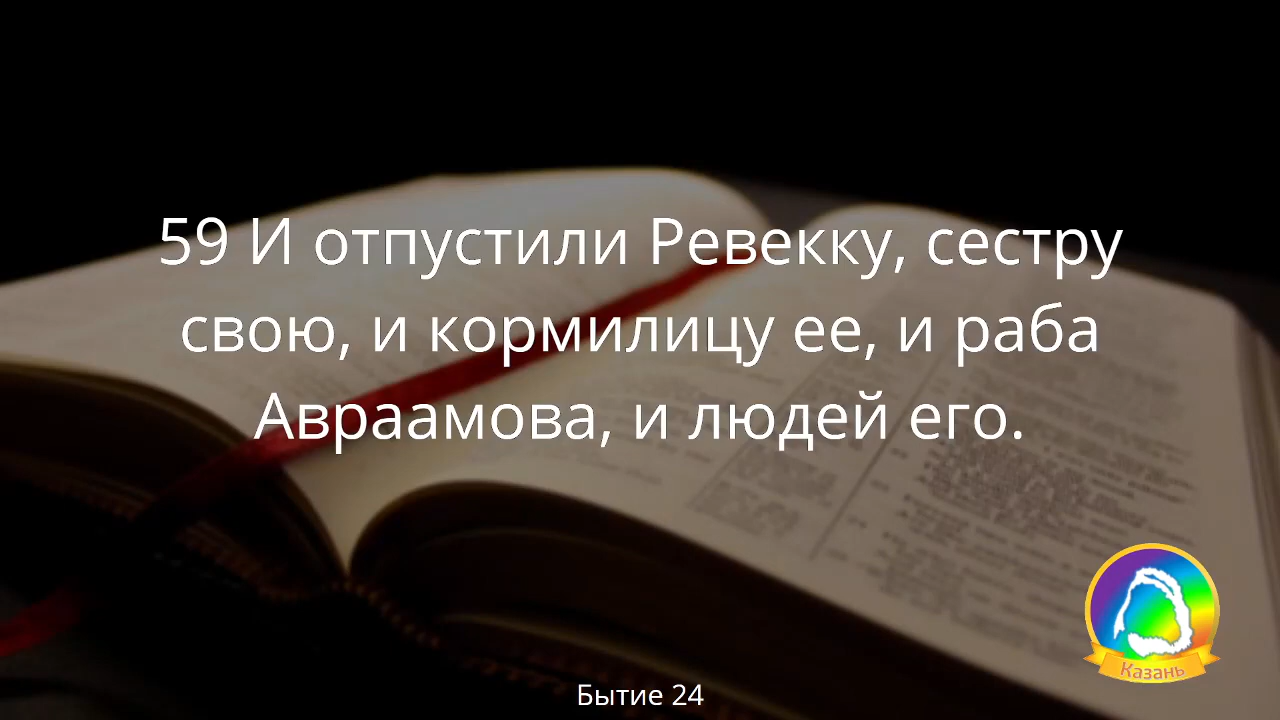 59 И отпустили Ревекку, сестру
свою, и кормилицу ее, и раба
Авраамова, и людей его.
Казань
Бытие 24